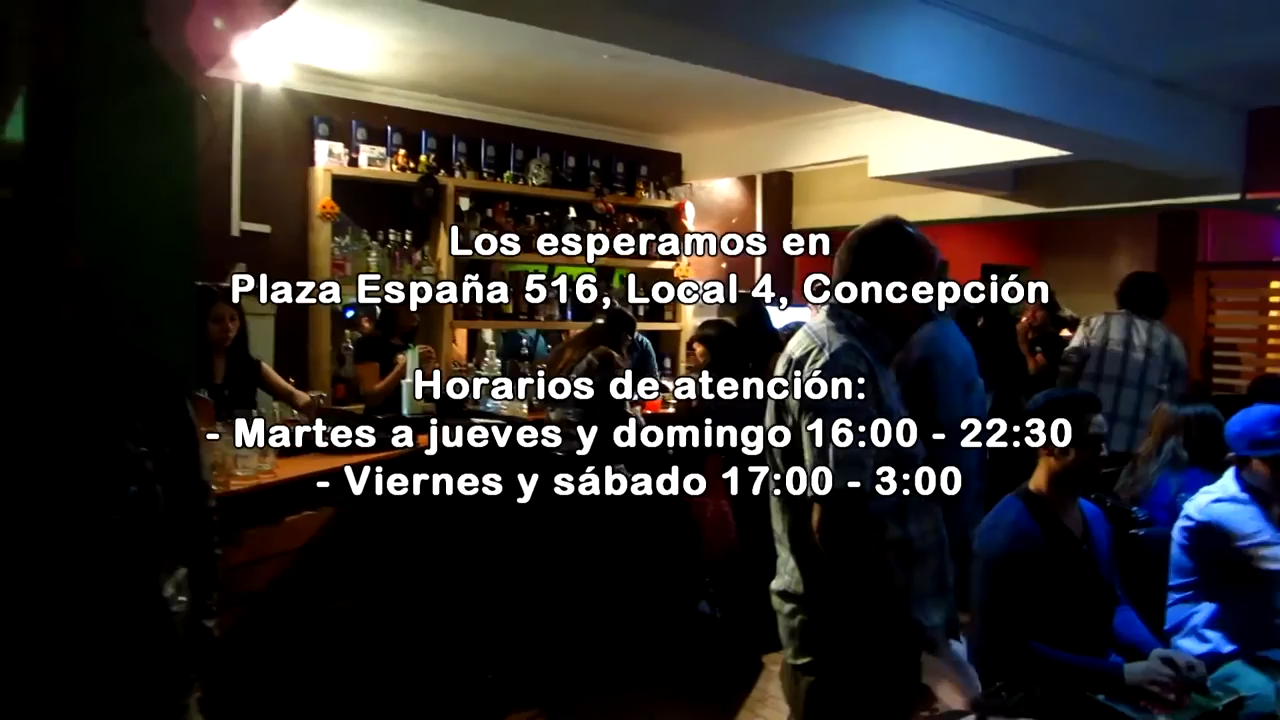 Los esperamos en
Plaza España 516, Local 4, Concepción
Horarios de atención:
- Martes a jueves y domingo 16:00 - 22:30
- Viernes y sábado 17:00 - 3:00